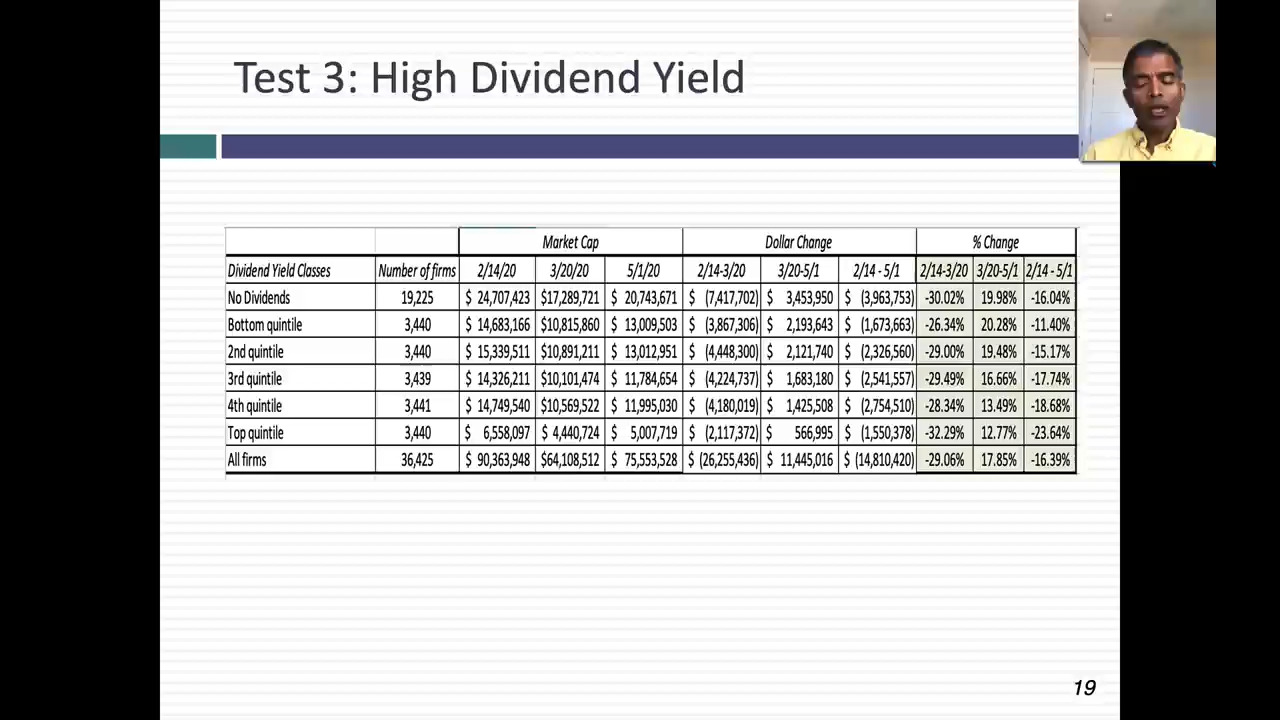 Test 3: High Dividend Yield
Market Cap Dollar Change % Change
Dividend Yield Classes Number of firms 2/14/20 3/20/20 5/1/20 2/14-3/20 3/20-5/1 2/14 - 5/1 2/14-3/20 3/20-5/1 2/14 - 5/1
No Dividends 19,225 $ 24,707,423 $17,289,721 $ 20,743,671 $ (7,417,702) $ 3,453,950 $ (3,963,753) -30.02% 19.98% -16.04%
Bottom quintile 3,440 $ 14,683,166 $10,815,860 $ 13,009,503 $ (3,867,306) $ 2,193,643 $ (1,673,663) -26.34% 20.28% -11.40%
2nd quintile 3,440 $ 15,339,511 $10,891,211 $ 13,012,951 $ (4,448,300) $ 2,121,740 $ (2,326,560) -29.00% 19.48% -15.17%
3rd quintile 3,439 $ 14,326,211 $10,101,474 $ 11,784,654 $ (4,224,737) $ 1,683,180 $ (2,541,557) -29.49% 16.66% -17.74%
4th quintile 3,441 $ 14,749,540 $10,569,522 $ 11,995,030 $ (4,180,019) $ 1,425,508 $ (2,754,510) -28.34% 13.49% -18.68%
Top quintile 3,440 $ 6,558,097 $ 4,440,724 $ 5,007,719 $ (2,117,372) $ 566,995 $ (1,550,378) -32.29% 12.77% -23.64%
All firms 36,425 $ 90,363,948 $64,108,512 $ 75,553,528 $ (26,255,436) $ 11,445,016 $ (14,810,420) -29.06% 17.85% -16.39%
19